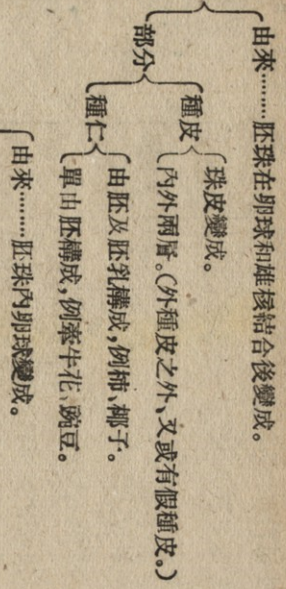 由來………胚珠在卵球和雄核結合後變成。
部分
種皮
珠皮變成。
內外兩層。(外種皮之外、又或有假種皮。)
種仁
由胚及胚乳構成,例柿、椰子。
單由胚構成,例牽牛花、豌豆。
由來………胚珠內卵球變成。